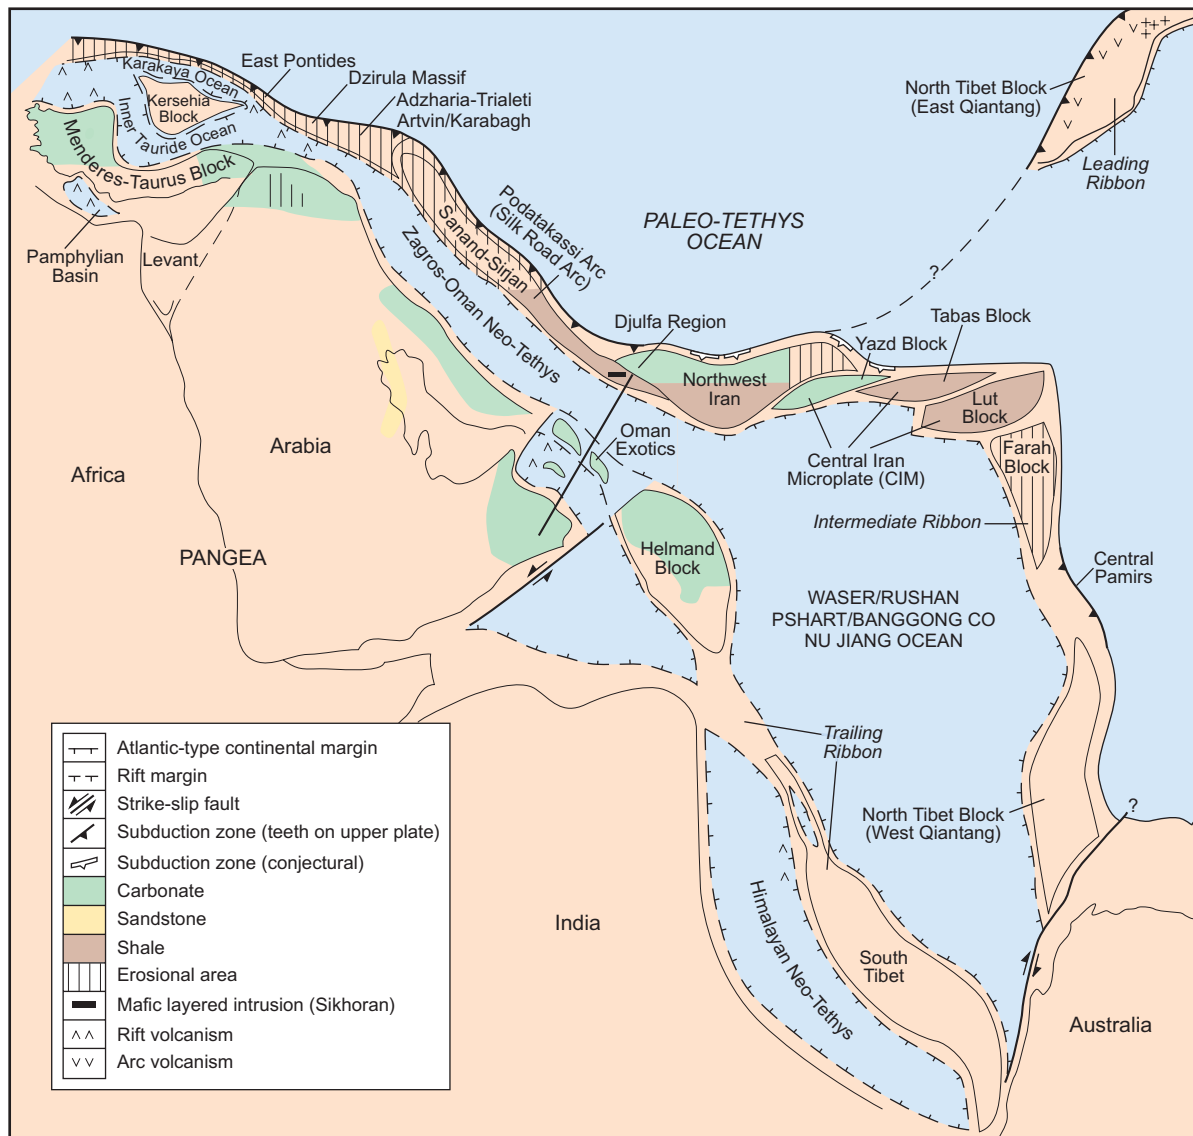 East Pontides
Dzirula Massif
Adzharia-Trialeti
Artvin/Karabagh
Karakaya Ocean
Kersehia
Block
Inner Tauride Ocean
Menderes-Taurus Block
Pamphylian
Basin
Levant
North Tibet Block
(East Qiantang)
Leading
Ribbon
PALEO-TETHYS
OCEAN
Podatakassi Arc
(Silk Road Arc)
Sanand-Sirjan
Zagros-Oman Neo-Tethys
?
Djulfa Region
Tabas Block
Yazd Block
Northwest
Iran
Lut
Block
Oman
Exotics
Central Iran
Microplate (CIM)
Farah
Block
Intermediate Ribbon
Arabia
Africa
PANGEA
Helmand
Block
Central
Pamirs
WASER/RUSHAN
PSHART/BANGGONG CO
NU JIANG OCEAN
Trailing
Ribbon
North Tibet Block
(West Qiantang)
?
Himalayan Neo-Tethys
India
South
Tibet
Australia
Atlantic-type continental margin
Rift margin
Strike-slip fault
Subduction zone (teeth on upper plate)
Subduction zone (conjectural)
Carbonate
Sandstone
Shale
Erosional area
Mafic layered intrusion (Sikhoran)
Rift volcanism
Arc volcanism